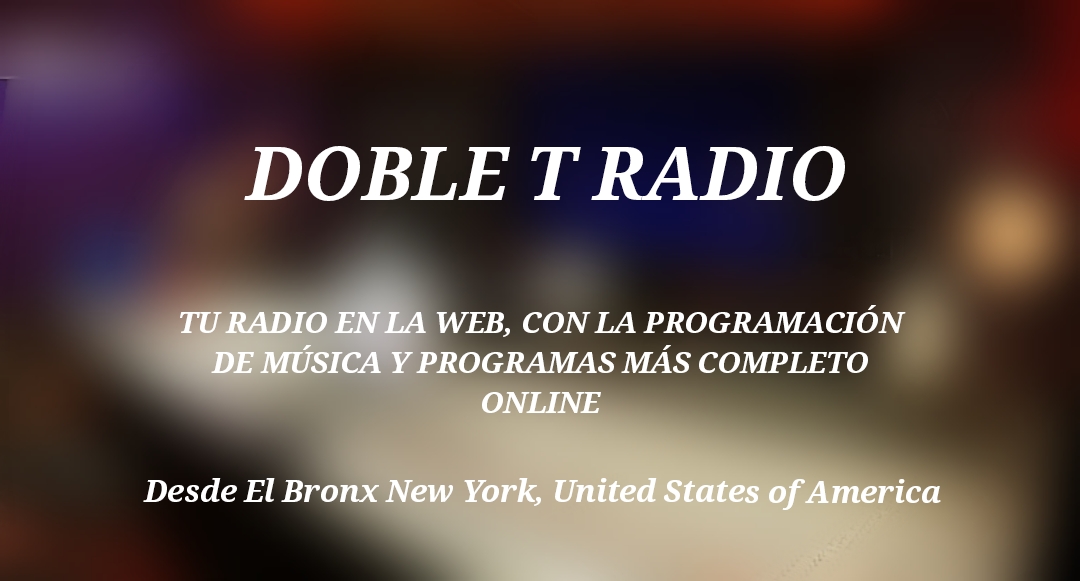 DOBLE T RADIO
TU RADIO EN LA WEB, CON LA PROGRAMACIÓN
DE MÚSICA Y PROGRAMAS MÁS COMPLETO
ONLINE
Desde El Bronx New York, United States of America